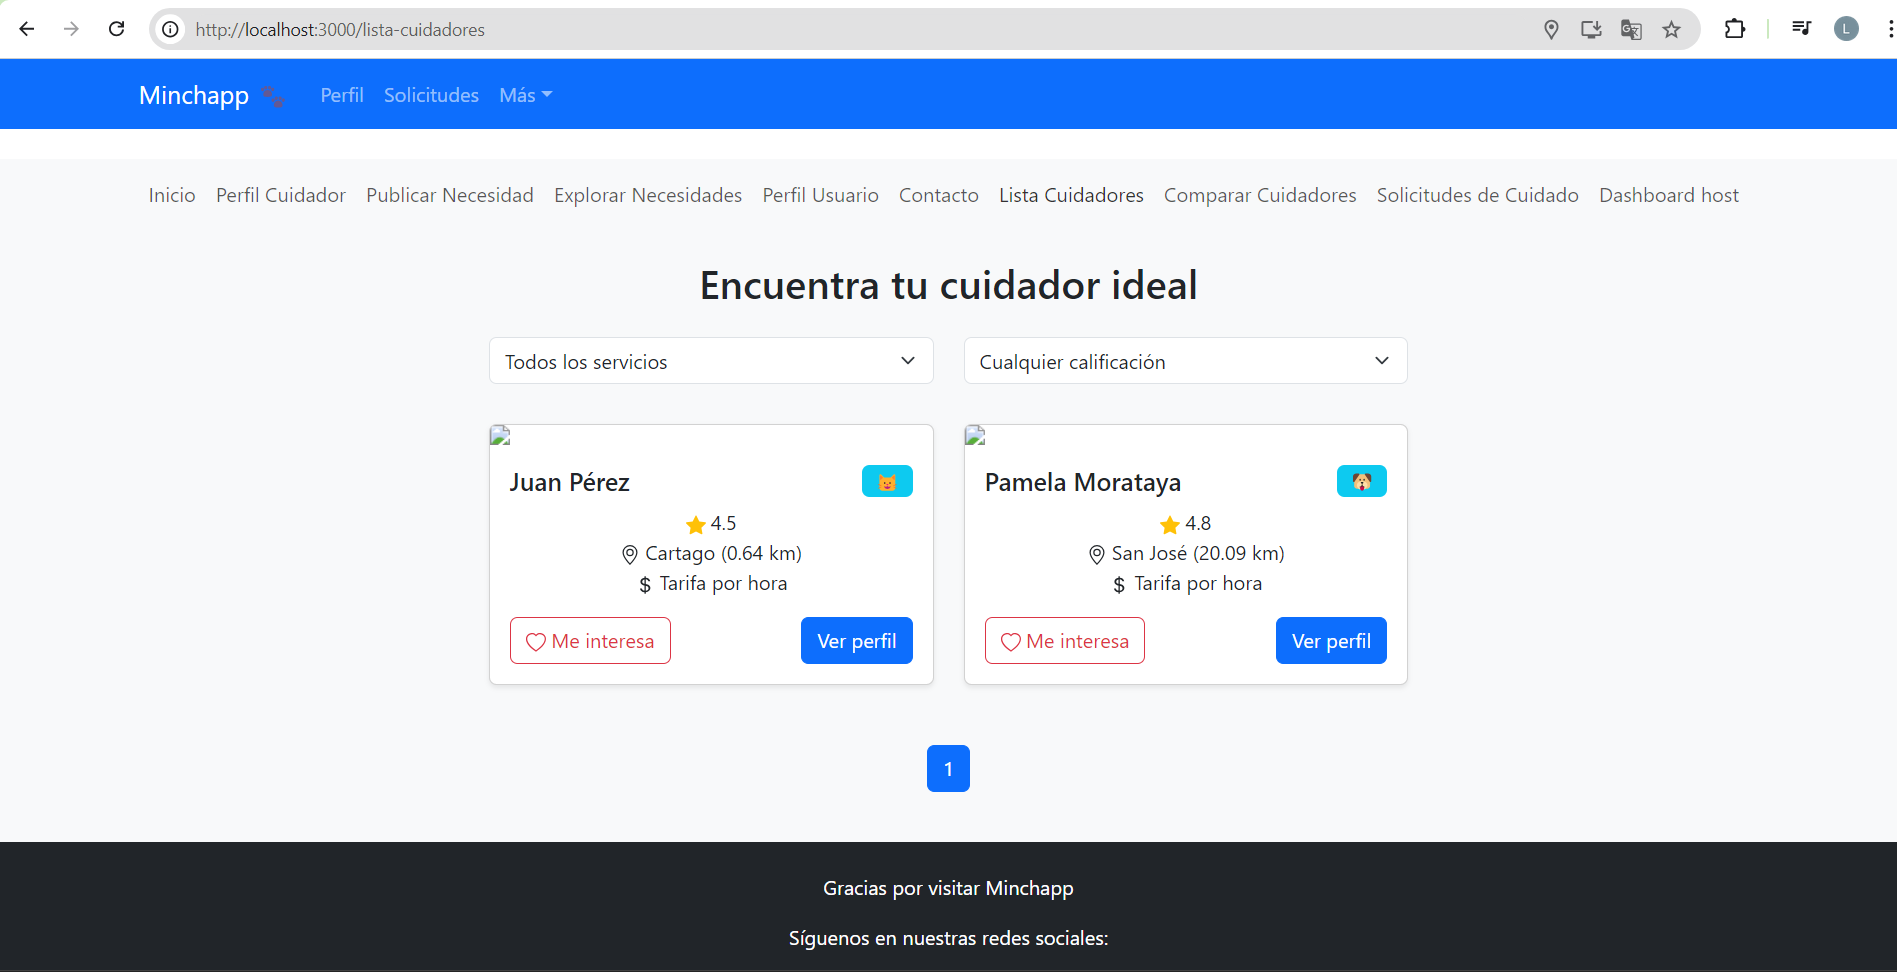 http://localhost:3000/lista-cuidadores
L
Minchapp Perfil Solicitudes Más
Inicio Perfil Cuidador Publicar Necesidad Explorar Necesidades Perfil Usuario Contacto Lista Cuidadores Comparar Cuidadores Solicitudes de Cuidado Dashboard host
Encuentra tu cuidador ideal
Todos los servicios Cualquier calificación
Juan Pérez
4.5
Cartago (0.64 km)
$ Tarifa por hora
Me interesa Ver perfil
Pamela Morataya
4.8
San José (20.09 km)
$ Tarifa por hora
Me interesa Ver perfil
1
Gracias por visitar Minchapp
Síguenos en nuestras redes sociales: